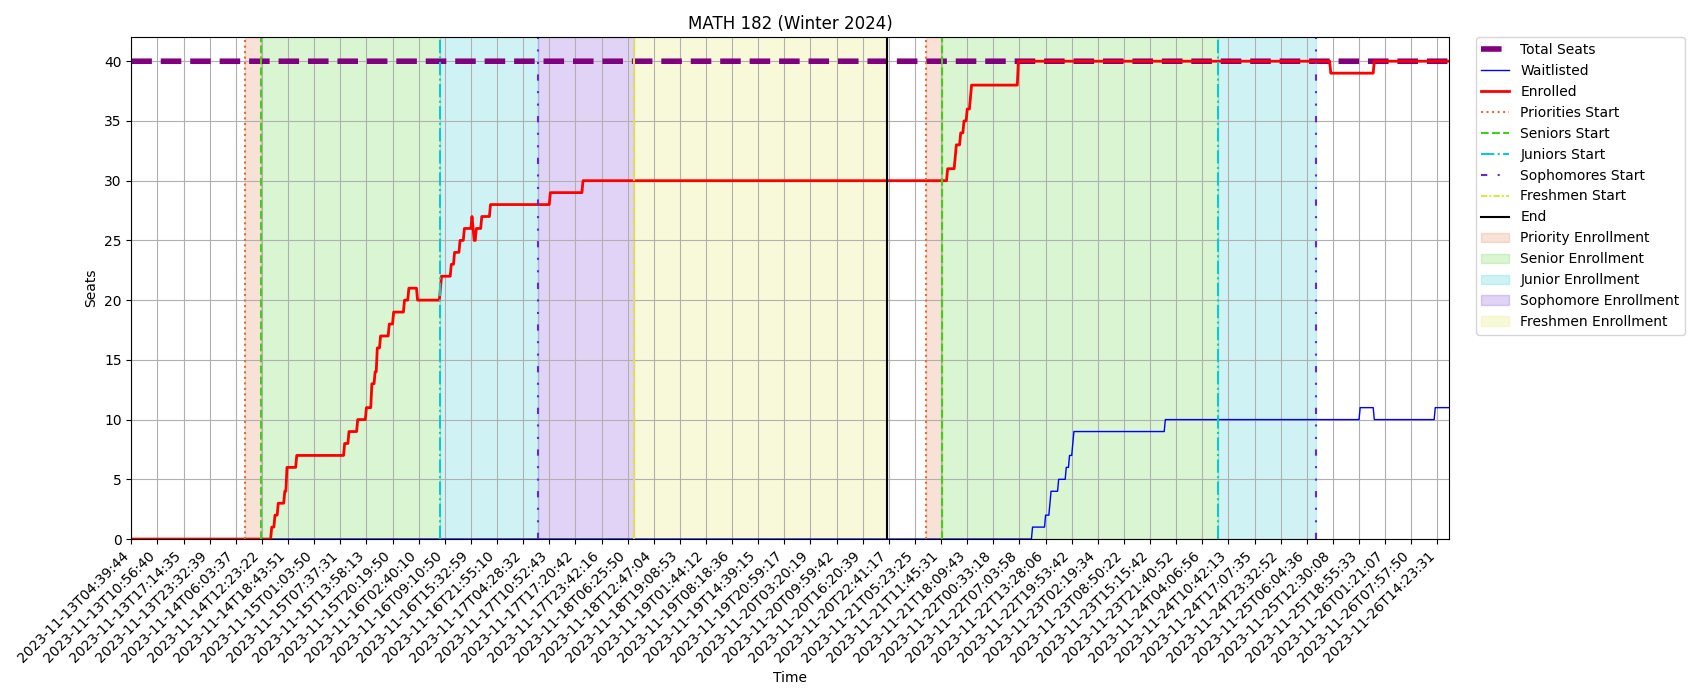 MATH 182 (Winter 2024)
Seats
40
35
30
25
20
15
10
5
0
2023-11-13T04:39:44
2023-11-13T10:56:40
2023-11-13T17:14:35
2023-11-13T23:32:39
2023-11-14T06:03:37
2023-11-14T12:23:22
2023-11-14T18:43:51
2023-11-15T01:03:50
2023-11-15T07:37:31
2023-11-15T13:58:13
2023-11-15T20:19:50
2023-11-16T02:40:10
2023-11-16T09:10:50
2023-11-16T15:32:59
2023-11-16T21:55:10
2023-11-17T04:28:32
2023-11-17T10:52:43
2023-11-17T17:20:42
2023-11-17T23:42:16
2023-11-18T06:25:50
2023-11-18T12:47:04
2023-11-18T19:08:53
2023-11-19T01:44:12
2023-11-19T08:18:36
2023-11-19T14:39:15
2023-11-19T20:59:17
2023-11-20T03:20:19
2023-11-20T09:59:42
2023-11-20T16:20:39
2023-11-20T22:41:17
2023-11-21T05:23:25
2023-11-21T11:45:31
2023-11-21T18:09:43
2023-11-22T00:33:18
2023-11-22T07:03:58
2023-11-22T13:28:06
2023-11-22T19:53:42
2023-11-23T02:19:34
2023-11-23T08:50:22
2023-11-23T15:15:42
2023-11-23T21:40:52
2023-11-24T04:06:56
2023-11-24T10:42:13
2023-11-24T17:07:35
2023-11-24T23:32:52
2023-11-25T06:04:36
2023-11-25T12:30:08
2023-11-25T18:55:33
2023-11-26T01:21:07
2023-11-26T07:57:50
2023-11-26T14:23:31
Time
Total Seats
Waitlisted
Enrolled
Priorities Start
Seniors Start
Juniors Start
Sophomores Start
Freshmen Start
End
Priority Enrollment
Senior Enrollment
Junior Enrollment
Sophomore Enrollment
Freshmen Enrollment